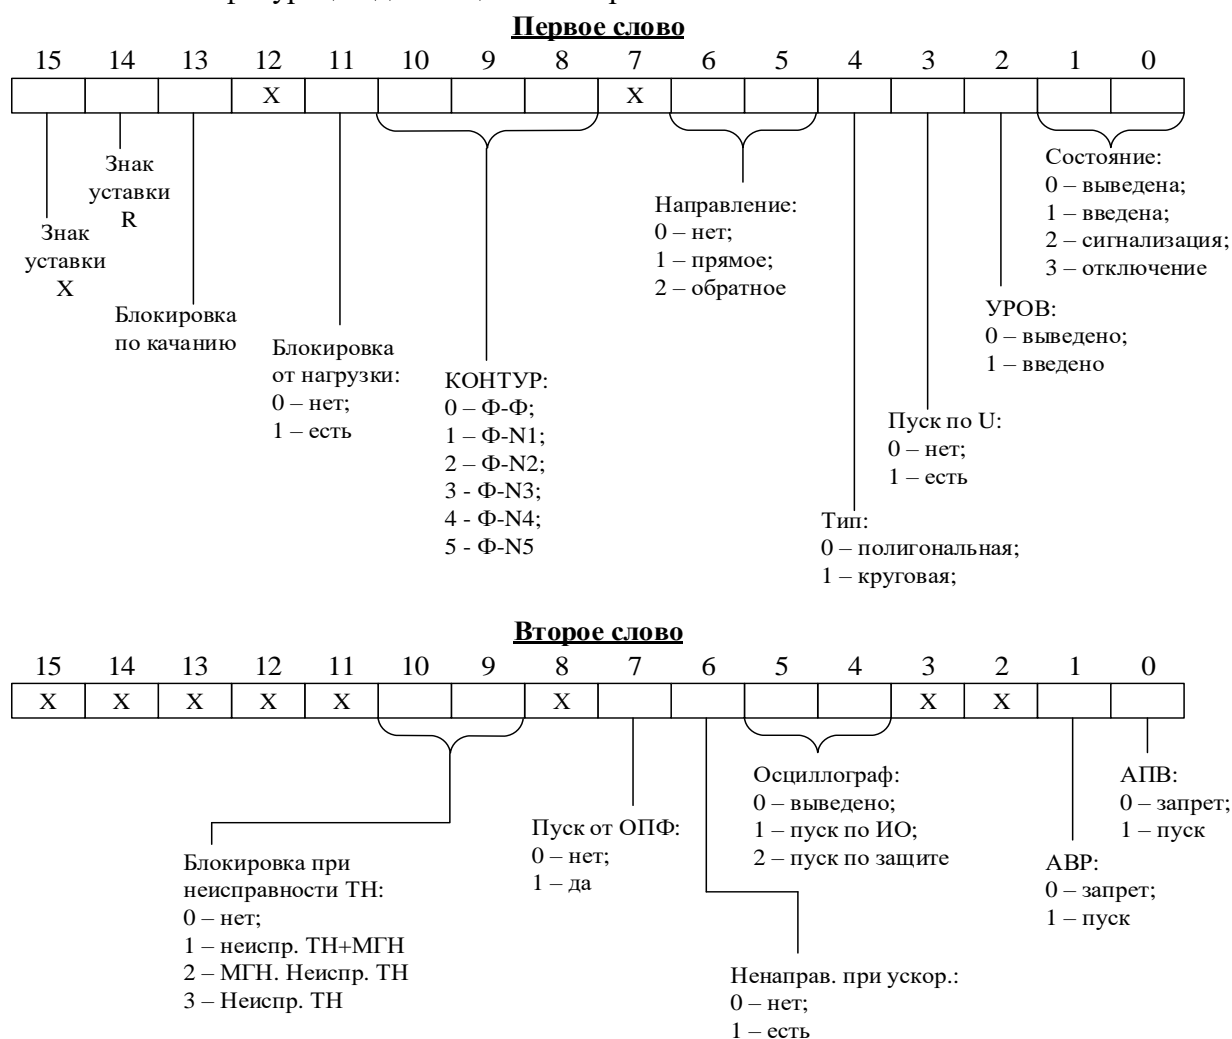 Первое слово
15 14 13 12 11 10 9 8 7 6 5 4 3 2 1 0
X X
Знак
уставки
X
Знак
уставки
R
Блокировка
по качанию
Блокировка
от нагрузки:
0 – нет;
1 – есть
КОНТУР:
0 – Ф-Ф;
1 – Ф-N1;
2 – Ф-N2;
3 - Ф-N3;
4 - Ф-N4;
5 - Ф-N5
Направление:
0 – нет;
1 – прямое;
2 – обратное
Тип:
0 – полигональная;
1 – круговая;
Пуск по U:
0 – нет;
1 – есть
УРОВ:
0 – выведено;
1 – введено
Состояние:
0 – выведена;
1 – введена;
2 – сигнализация;
3 – отключение
Второе слово
15 14 13 12 11 10 9 8 7 6 5 4 3 2 1 0
X X X X X X X X
Блокировка при
неисправности ТН:
0 – нет;
1 – неиспр. ТН+МГН
2 – МГН. Неиспр. ТН
3 – Неиспр. ТН
Пуск от ОПФ:
0 – нет;
1 – да
Ненаправ. при ускор.:
0 – нет;
1 – есть
Осциллограф:
0 – выведено;
1 – пуск по ИО;
2 – пуск по защите
АВР:
0 – запрет;
1 – пуск
АПВ:
0 – запрет;
1 – пуск